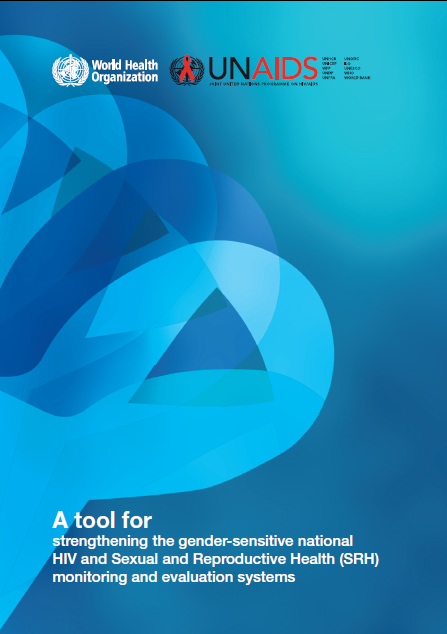 World Health
Organization
UNAIDS
JOINT UNITED NATIONS PROGRAMME ON HIV/AIDS
UNHCR
UNICEF
WFP
UNDP
UNFPA
UNODC
ILO
UNESCO
WHO
WORLD BANK
A tool for
strengthening the gender-sensitive national
HIV and Sexual and Reproductive Health (SRH)
monitoring and evaluation systems